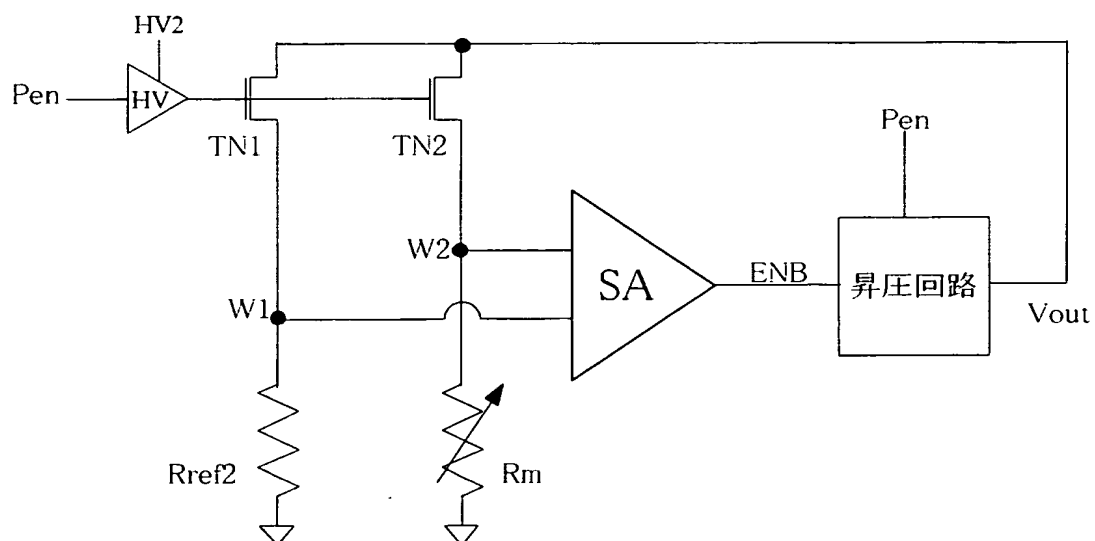 HV2
Pen
HV
TN1
TN2
Pen
W2
SA
ENB
昇圧回路
W1
Vout
Rref2
Rm